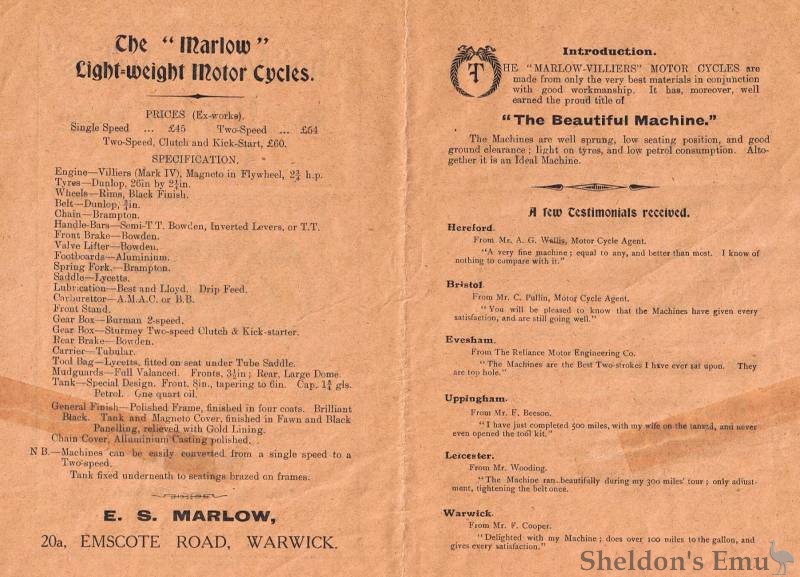 The "Marlow"
Light-weight Motor Cycles.
PRICES (Ex-works).
Single Speed ... £45 Two-Speed ... £54
Two-Speed, Clutch and Kick-Start, £60.
SPECIFICATION.
Engine—Villiers (Mark IV), Magneto in Flywheel, 2¾ h.p.
Tyres—Dunlop, 26in by 2¼in.
Wheels—Rims, Black Finish.
Belt—Dunlop, ¾in.
Chain—Brampton.
Handle-Bars—Semi-T.T. Bowden, Inverted Levers, or T.T.
Front Brake—Bowden.
Valve Lifter—Bowden.
Footboards—Aluminium.
Spring Fork—Brampton.
Saddle—Lycetts.
Lubrication—Best and Lloyd. Drip Feed.
Carburettor—A.M.A.C. or B.B.
Front Stand.
Gear Box—Burman 2-speed.
Gear Box—Sturmey Two-speed Clutch & Kick-starter.
Rear Brake—Bowden.
Carrier—Tubular.
Tool Bag—Lycetts, fitted on seat under Tube Saddle.
Mudguards—Full Valanced. Fronts, 3½in; Rear, Large Dome.
Tank—Special Design. Front, 8in., tapering to 6in. Cap. 1¾ gls.
Petrol. One quart oil.
General Finish—Polished Frame, finished in four coats. Brilliant
Black. Tank and Magneto Cover, finished in Fawn and Black
Panelling, relieved with Gold Lining.
Chain Cover, Alluminium Casting polished.
N B.—Machines can be easily converted from a single speed to a
Two-speed.
Tank fixed underneath to seatings brazed on frames.
E. S. MARLOW,
20a, EMSCOTE ROAD, WARWICK.
Introduction.
THE "MARLOW-VILLIERS" MOTOR CYCLES are
made from only the very best materials in conjunction
with good workmanship. It has, moreover, well
earned the proud title of
"The Beautiful Machine."
The Machines are well sprung, low seating position, and good
ground clearance; light on tyres, and low petrol consumption. Alto-
gether it is an Ideal Machine.
A few Testimonials received.
Hereford.
From Mr. A. G. Wallis, Motor Cycle Agent.
"A very fine machine; equal to any, and better than most. I know of
nothing to compare with it."
Bristol.
From Mr. C. Pullin, Motor Cycle Agent.
"You will be pleased to know that the Machines have given every
satisfaction, and are still going well."
Evesham.
From The Reliance Motor Engineering Co.
"The Machines are the Best Two-strokes I have ever sat upon. They
are top hole."
Uppingham.
From Mr. F. Beeson.
"I have just completed 500 miles, with my wife on the tansad, and never
even opened the tool kit."
Leicester.
From Mr. Wooding.
"The Machine ran beautifully during my 300 miles' tour; only adjust-
ment, tightening the belt once.
Warwick.
From Mr. F. Cooper.
"Delighted with my Machine; does over 100 miles to the gallon, and
gives every satisfaction."
Sheldon's Emu